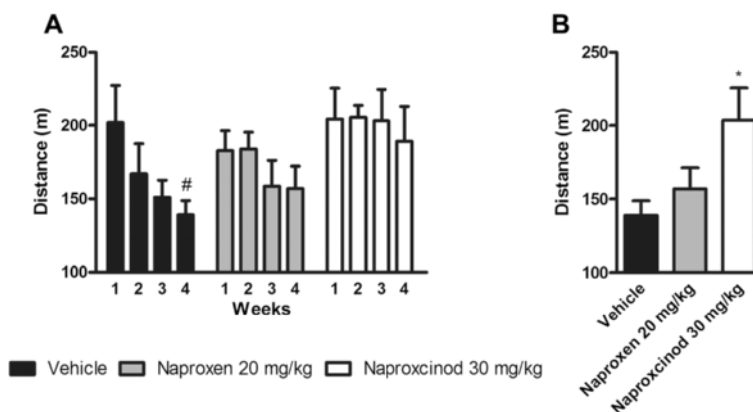 A
250
200
150
100
Distance (m)
#
1 2 3 4 1 2 3 4 1 2 3 4
Weeks
Vehicle Naproxen 20 mg/kg Naproxcinod 30 mg/kg
B
250
200
150
100
Distance (m)
*
Vehicle
Naproxen 20 mg/kg
Naproxcinod 30 mg/kg